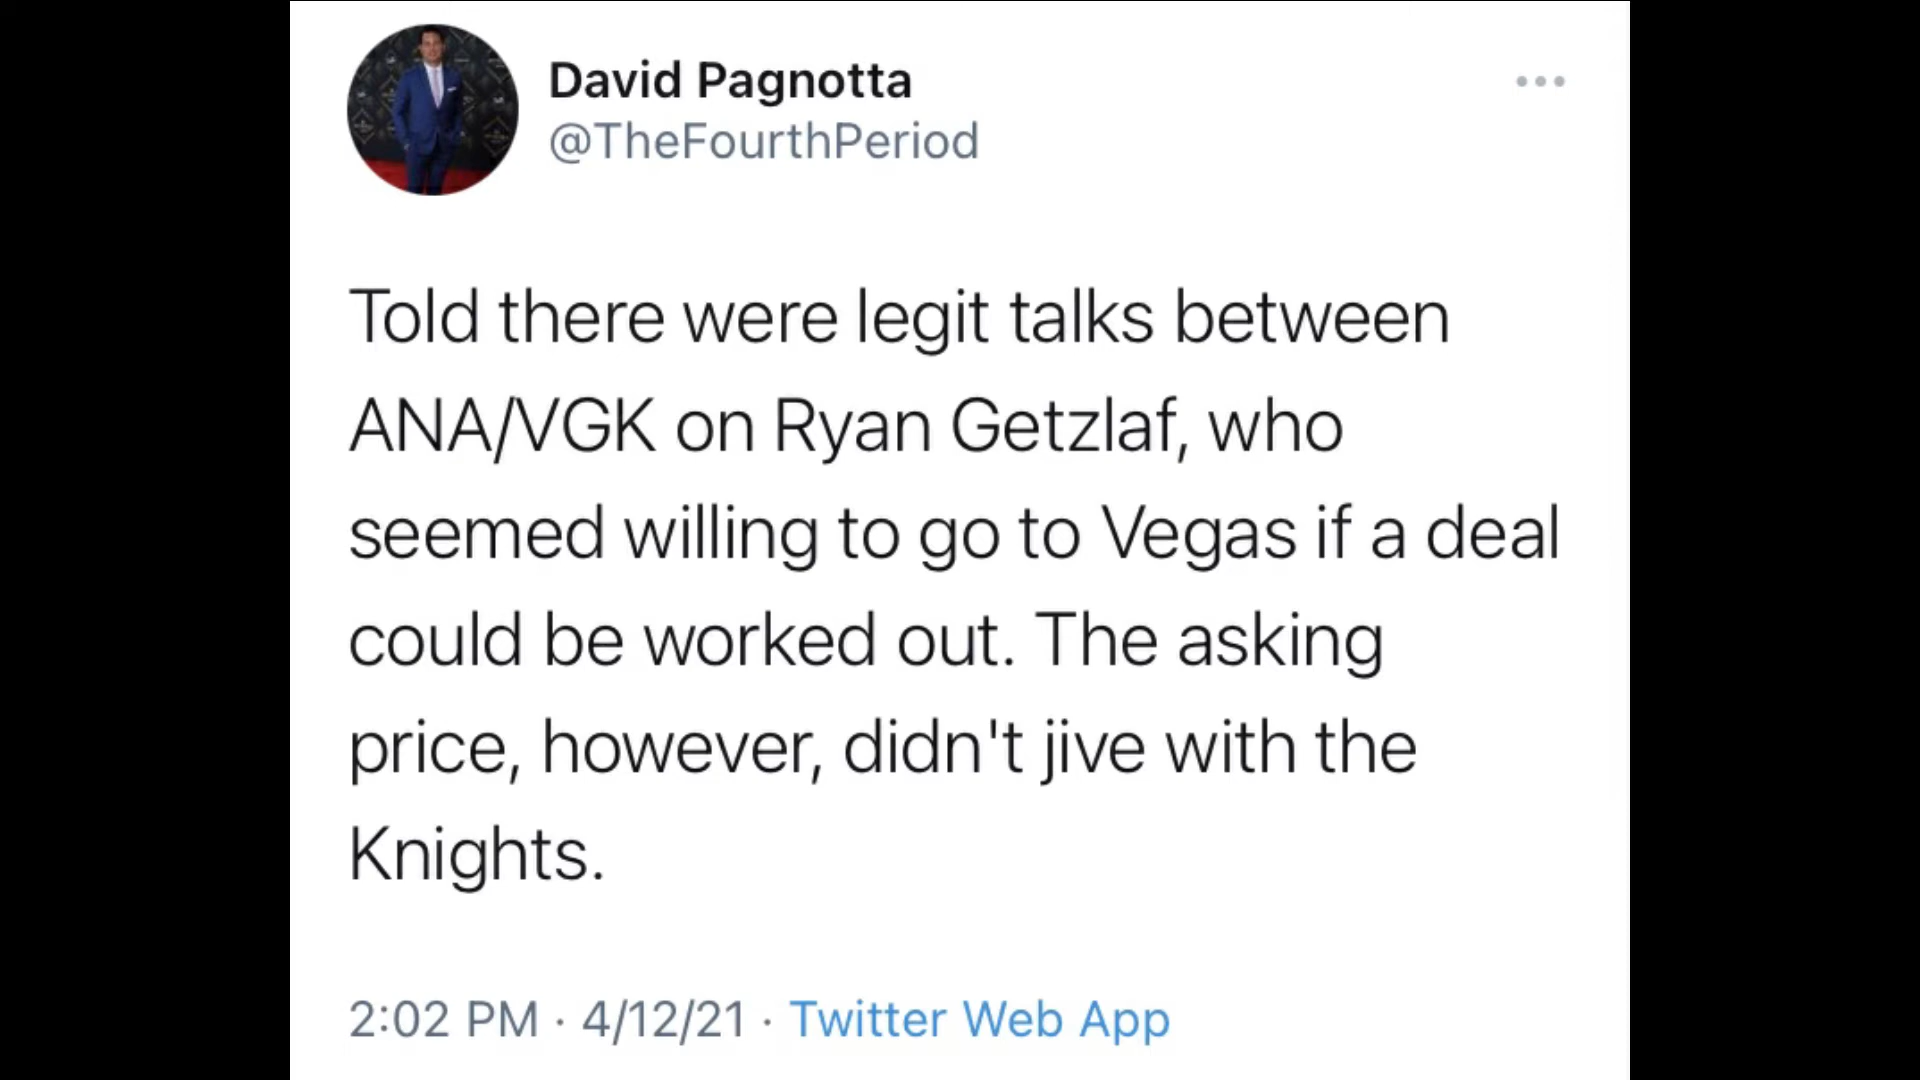 David Pagnotta
@TheFourthPeriod
Told there were legit talks between
ANA/VGK on Ryan Getzlaf, who
seemed willing to go to Vegas if a deal
could be worked out. The asking
price, however, didn't jive with the
Knights.
2:02 PM · 4/12/21 · Twitter Web App